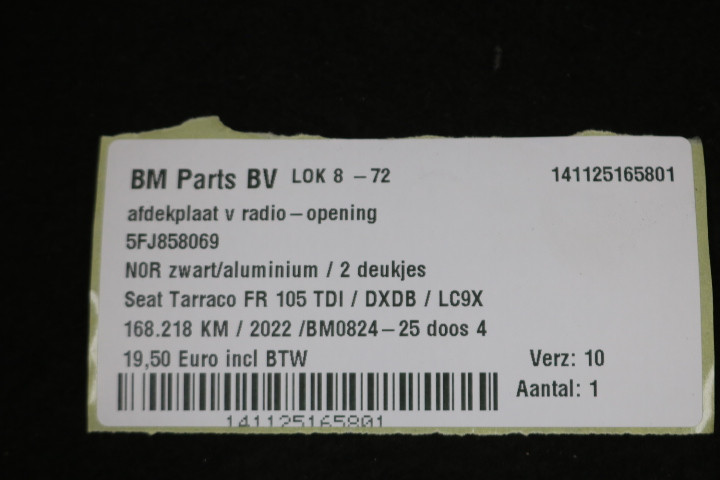 BM Parts BV LOK 8 -72 141125165801
afdekplaat v radio-opening
5FJ858069
N0R zwart/aluminium / 2 deukjes
Seat Tarraco FR 105 TDI / DXDB / LC9X
168.218 KM / 2022 /BM0824-25 doos 4
19,50 Euro incl BTW Verz: 10
Aantal: 1
141125165801